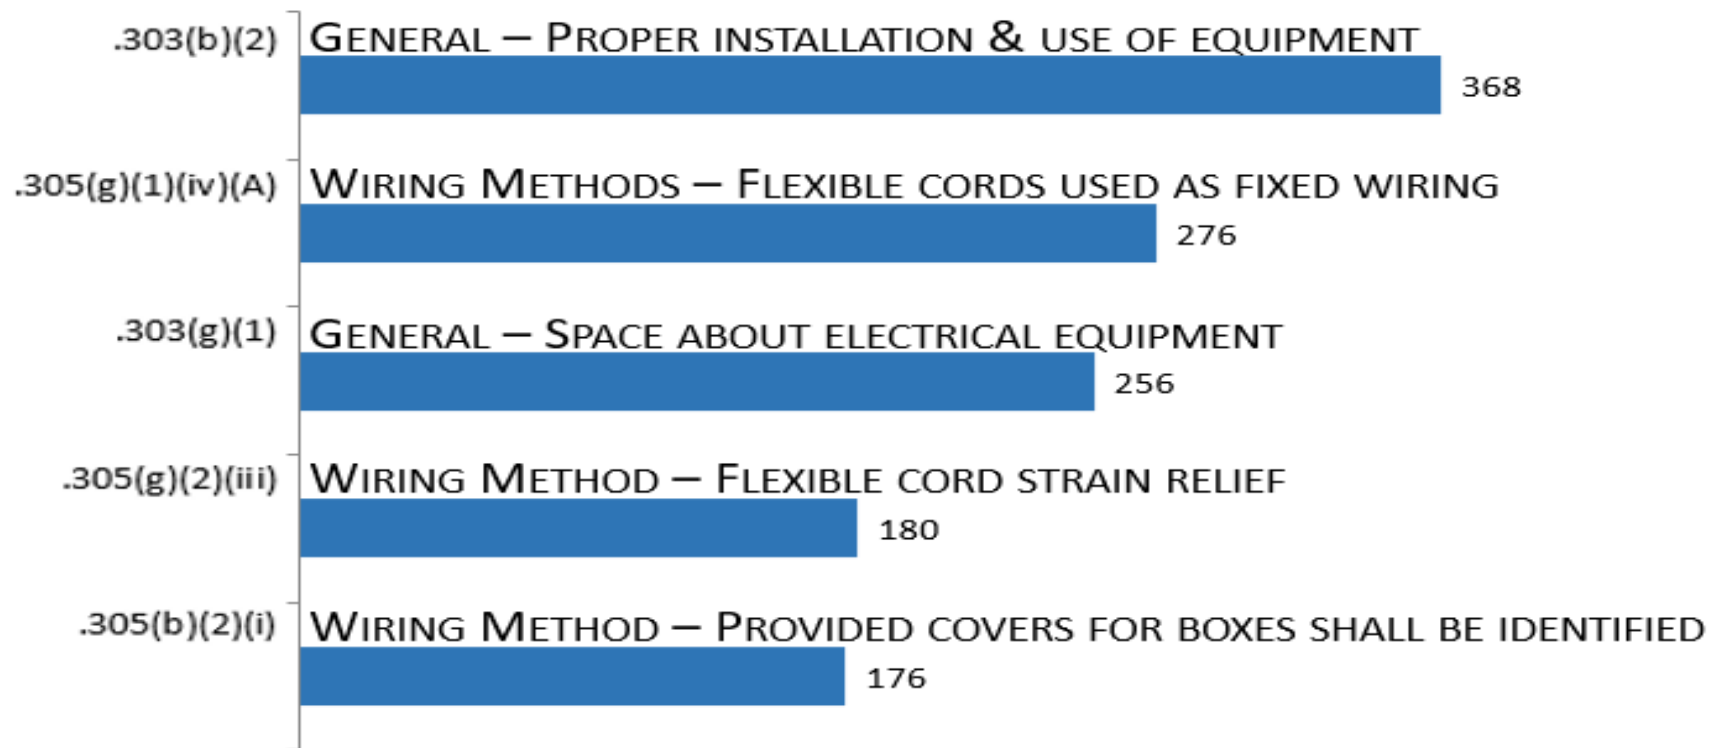 .303(b)(2) General – Proper installation & use of equipment
368
.305(g)(1)(iv)(A) Wiring Methods – Flexible cords used as fixed wiring
276
.303(g)(1) General – Space about electrical equipment
256
.305(g)(2)(iii) Wiring Method – Flexible cord strain relief
180
.305(b)(2)(i) Wiring Method – Provided covers for boxes shall be identified
176